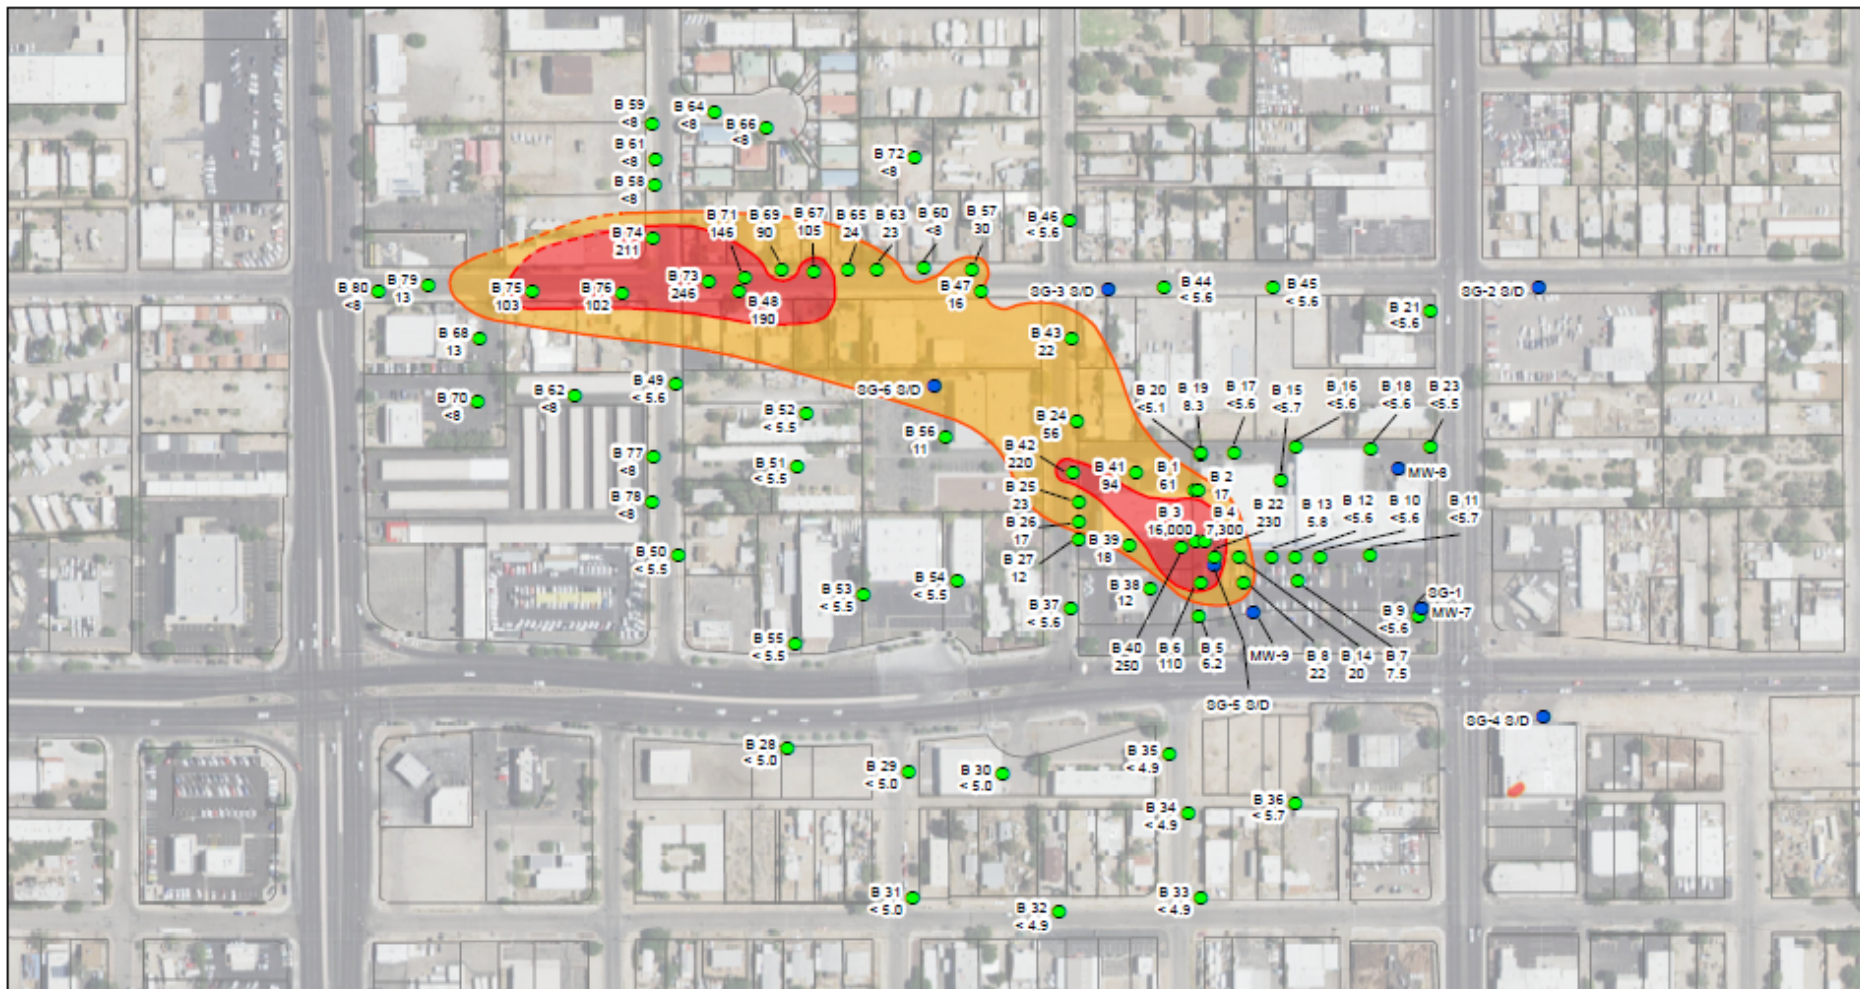 B 59
<8
B 64
<8
B 66
<8
B 61
<8
B 58
<8
B 72
<8
B 71
146
B 69
90
B 67
105
B 65
24
B 63
23
B 60
<8
B 57
30
B 46
< 5.6
B 74
211
B 80
<8
B 79
13
B 75
103
B 76
102
B 73
246
B 48
190
B 47
16
SG-3 S/D
B 44
< 5.6
B 45
< 5.6
SG-2 S/D
B 21
<5.6
B 68
13
B 43
22
B 70
<8
B 62
<8
B 49
< 5.6
SG-6 S/D
B 52
< 5.5
B 20
<5.1
B 19
8.3
B 17
<5.6
B 15
<5.7
B 16
<5.6
B 18
<5.6
B 23
<5.5
B 56
11
B 24
56
B 42
220
B 41
94
B 1
61
B 2
17
MW-8
B 77
<8
B 51
< 5.5
B 78
<8
B 25
23
B 3
16,000
B 4
7,300
B 22
230
B 13
5.8
B 12
<5.6
B 10
<5.6
B 11
<5.7
B 26
17
B 39
18
B 27
12
B 50
< 5.5
B 53
< 5.5
B 54
< 5.5
B 37
< 5.6
B 38
12
SG-1
MW-7
B 9
<5.6
B 55
< 5.5
B 40
250
B 6
110
B 5
6.2
MW-9
B 8
22
B 14
20
B 7
7.5
SG-5 S/D
SG-4 S/D
B 28
< 5.0
B 29
< 5.0
B 30
< 5.0
B 35
< 4.9
B 34
< 4.9
B 36
< 5.7
B 31
< 5.0
B 32
< 4.9
B 33
< 4.9